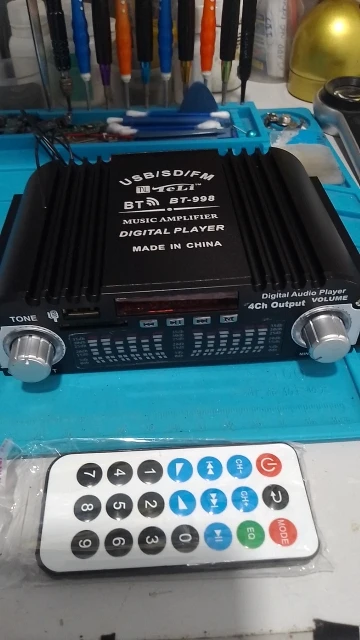 USB/SD/FM
N TeLi™
BT BT-998
MUSIC AMPLIFIER
DIGITAL PLAYER
MADE IN CHINA
Digital Audio Player
4Ch Output VOLUME
TONE
7 4 1 CH-
8 5 2 CH+
9 6 3 0 EQ MODE